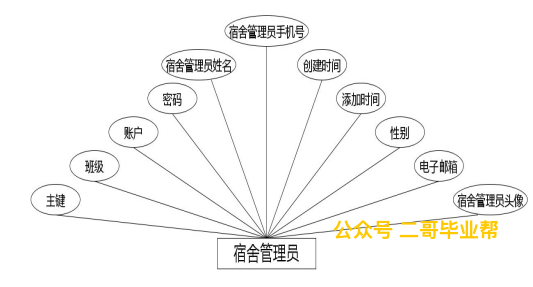 宿舍管理员手机号
宿舍管理员姓名
创建时间
密码
添加时间
账户
性别
班级
电子邮箱
主键
宿舍管理员头像
公众号 二哥毕业帮
宿舍管理员